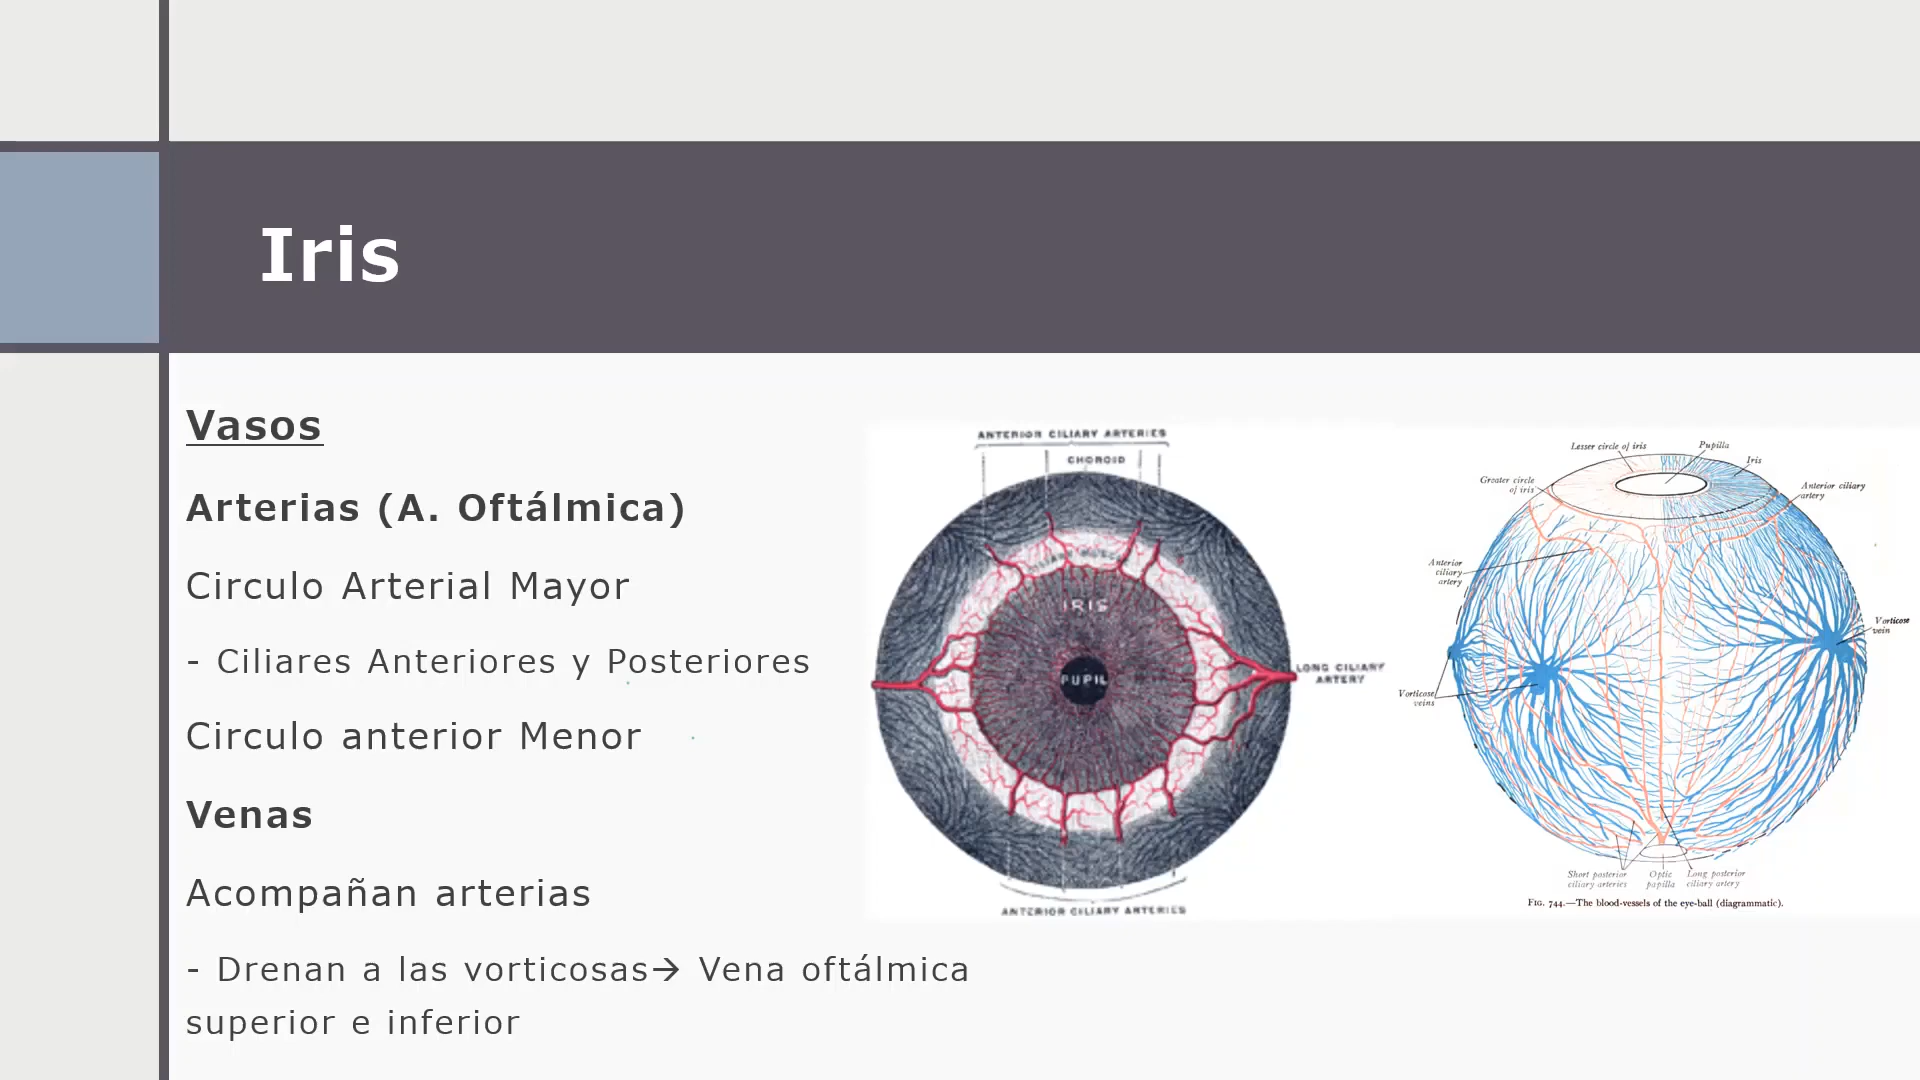 Iris
Vasos
Arterias (A. Oftálmica)
Circulo Arterial Mayor
- Ciliares Anteriores y Posteriores
Circulo anterior Menor
Venas
Acompañan arterias
- Drenan a las vorticosas→ Vena oftálmica
superior e inferior
ANTERIOR CILIARY ARTERIES
CHOROID
IRIS
PUPIL
LONG CILIARY
ARTERY
ANTERIOR CILIARY ARTERIES
Lesser circle of iris
Pupilla
Iris
Greater circle
of iris
Anterior ciliary
artery
Anterior
ciliary
artery
Vorticose
vein
Vorticose
veins
Short posterior
ciliary arteries
Optic
papilla
Long posterior
ciliary artery
FIG. 744.—The blood-vessels of the eye-ball (diagrammatic).